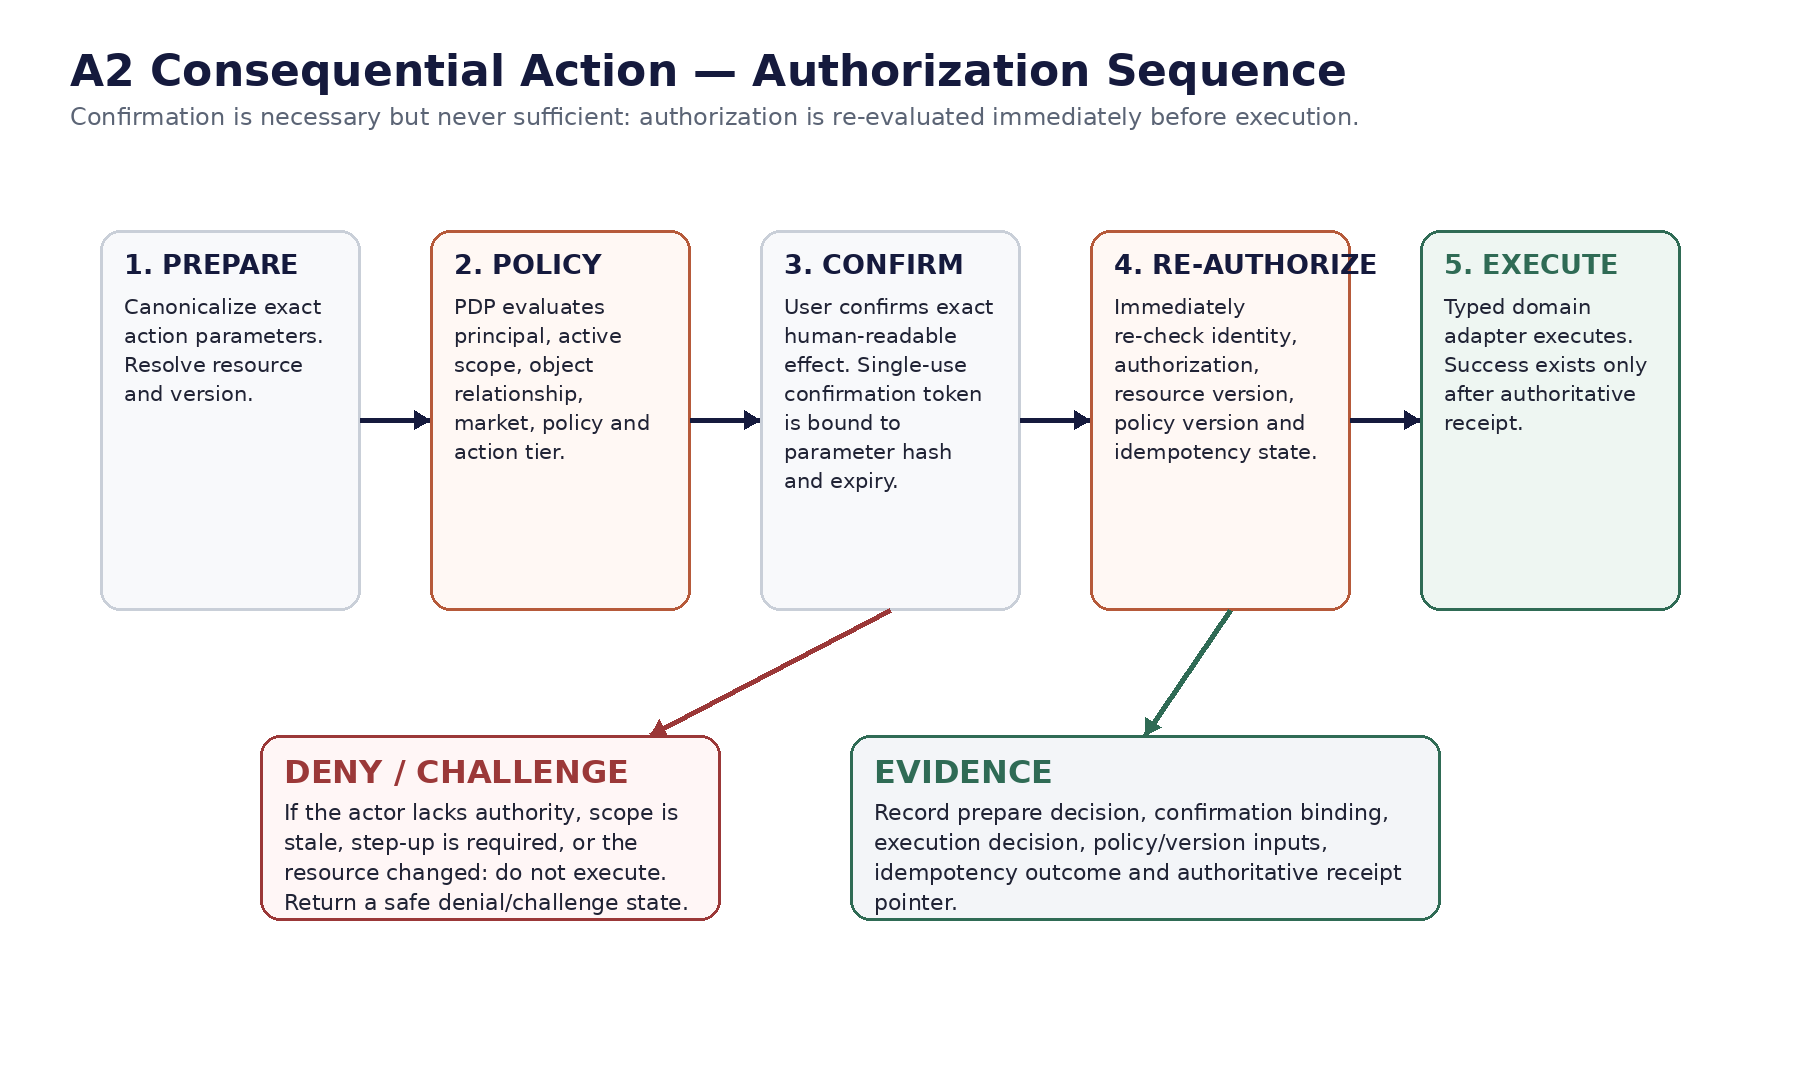 A2 Consequential Action — Authorization Sequence
Confirmation is necessary but never sufficient: authorization is re-evaluated immediately before execution.
1. PREPARE
Canonicalize exact
action parameters.
Resolve resource
and version.
2. POLICY
PDP evaluates
principal, active
scope, object
relationship,
market, policy and
action tier.
3. CONFIRM
User confirms exact
human-readable
effect. Single-use
confirmation token
is bound to
parameter hash
and expiry.
4. RE-AUTHORIZE
Immediately
re-check identity,
authorization,
resource version,
policy version and
idempotency state.
5. EXECUTE
Typed domain
adapter executes.
Success exists only
after authoritative
receipt.
DENY / CHALLENGE
If the actor lacks authority, scope is
stale, step-up is required, or the
resource changed: do not execute.
Return a safe denial/challenge state.
EVIDENCE
Record prepare decision, confirmation binding,
execution decision, policy/version inputs,
idempotency outcome and authoritative receipt
pointer.